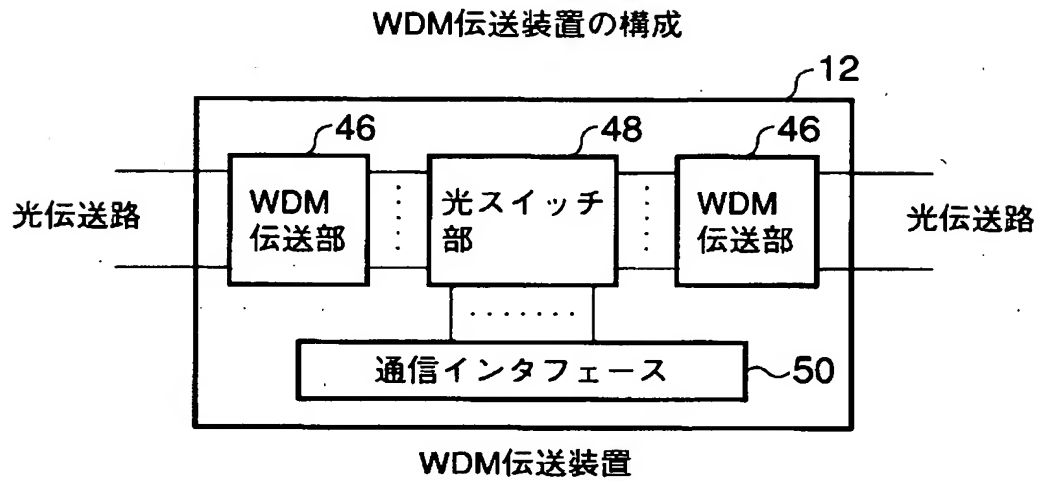 WDM伝送装置の構成
12
46
48
46
光伝送路
WDM
伝送部
光スイッチ
部
WDM
伝送部
光伝送路
通信インタフェース
50
WDM伝送装置